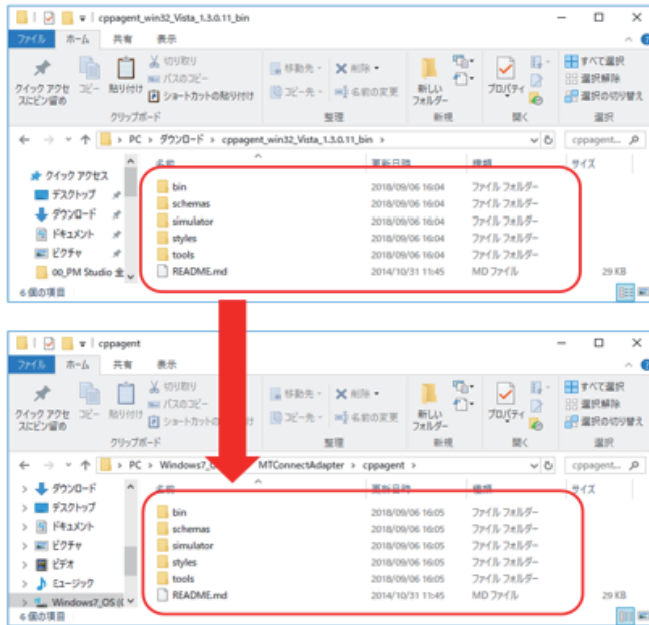 cppagent_win32_Vista_1.3.0.11_bin
ファイル ホーム 共有 表示
クイック アクセスにピン留め
コピー
貼り付け
切り取り
パスのコピー
ショートカットの貼り付け
クリップボード
移動先
コピー先
削除
名前の変更
整理
新しいフォルダー
新規
プロパティ
開く
すべて選択
選択解除
選択の切り替え
選択
PC > ダウンロード > cppagent_win32_Vista_1.3.0.11_bin >
cppagent...
名前 更新日時 種類 サイズ
クイック アクセス
デスクトップ
ダウンロード
ドキュメント
ピクチャ
00_PM Studio 全
bin 2018/09/06 16:04 ファイル フォルダー
schemas 2018/09/06 16:04 ファイル フォルダー
simulator 2018/09/06 16:04 ファイル フォルダー
styles 2018/09/06 16:04 ファイル フォルダー
tools 2018/09/06 16:04 ファイル フォルダー
README.md 2014/10/31 11:45 MD ファイル 29 KB
6 個の項目
cppagent
ファイル ホーム 共有 表示
クイック アクセスにピン留め
コピー
貼り付け
切り取り
パスのコピー
クリップボード
移動先
コピー先
削除
名前の変更
整理
新しいフォルダー
新規
プロパティ
開く
すべて選択
選択解除
選択の切り替え
選択
PC > Windows7_ MTConnectAdapter > cppagent >
cppagent...
名前 更新日時 種類 サイズ
ダウンロード
デスクトップ
ドキュメント
ピクチャ
ビデオ
ミュージック
Windows7_OS (C
bin 2018/09/06 16:05 ファイル フォルダー
schemas 2018/09/06 16:05 ファイル フォルダー
simulator 2018/09/06 16:05 ファイル フォルダー
styles 2018/09/06 16:05 ファイル フォルダー
tools 2018/09/06 16:05 ファイル フォルダー
README.md 2014/10/31 11:45 MD ファイル 29 KB
6 個の項目